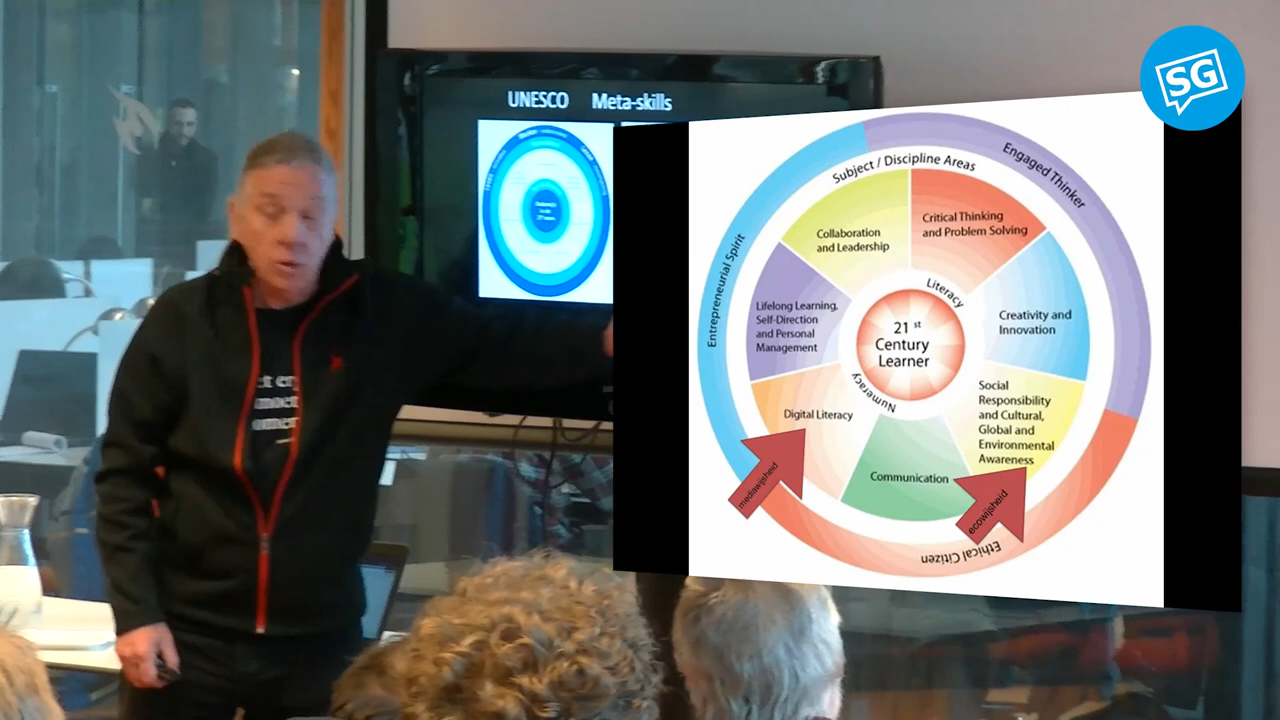 SG
UNESCO Meta-skills
Subject / Discipline Areas
Engaged Thinker
Entrepreneurial Spirit
Ethical Citizen
Critical Thinking
and Problem Solving
Collaboration
and Leadership
Creativity and
Innovation
Lifelong Learning,
Self-Direction
and Personal
Management
Literacy
21 st
Century
Learner
Numeracy
Social
Responsibility
and Cultural,
Global and
Environmental
Awareness
Digital Literacy
Communication
mediawijsheid
ecowijsheid